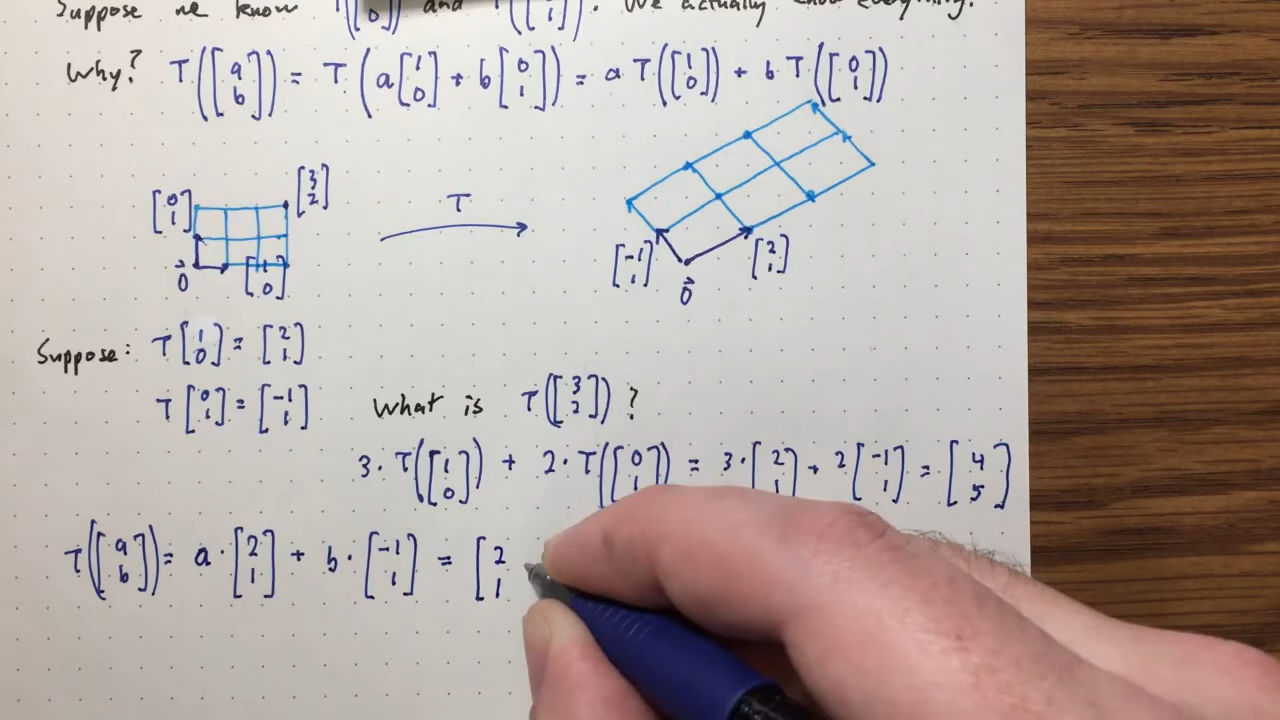 Suppose we know T([1 0]) and T([0 1]). We actually know everything.
Why? T([a b]) = T(a[1 0] + b[0 1]) = a T([1 0]) + b T([0 1])
[0 1] [3 2] T
0⃗ [1 0] [-1 1] 0⃗ [2 1]
Suppose: T[1 0] = [2 1]
T[0 1] = [-1 1] What is T([3 2])?
3·T([1 0]) + 2·T([0 1]) = 3·[2 1] + 2[-1 1] = [4 5]
T([a b]) = a·[2 1] + b·[-1 1] = [2 1